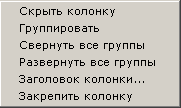 Скрыть колонку
Группировать
Свернуть все группы
Развернуть все группы
Заголовок колонки...
Закрепить колонку